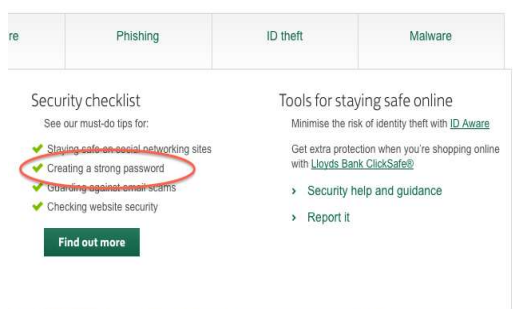 re
Phishing
ID theft
Malware
Security checklist
See our must-do tips for:
Staying safe on social networking sites
Creating a strong password
Guarding against email scams
Checking website security
Find out more
Tools for staying safe online
Minimise the risk of identity theft with ID Aware
Get extra protection when you're shopping online
with Lloyds Bank ClickSafe®
› Security help and guidance
› Report it